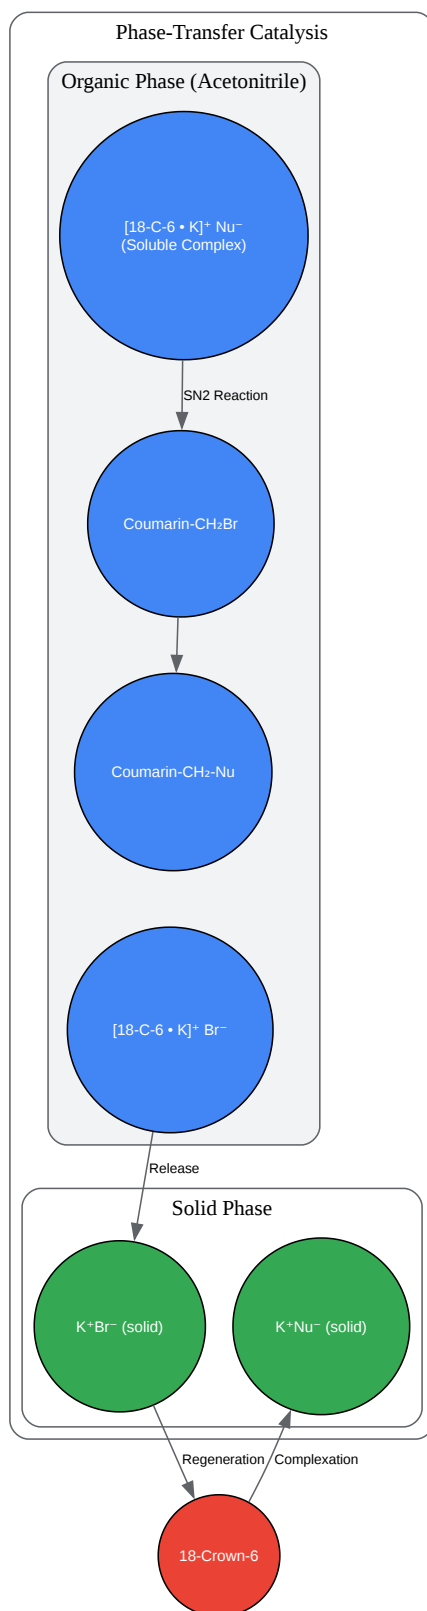 Phase-Transfer Catalysis
Organic Phase (Acetonitrile)
[18-C-6 • K]⁺ Nu⁻
(Soluble Complex)
SN2 Reaction
Coumarin-CH₂Br
Coumarin-CH₂-Nu
[18-C-6 • K]⁺ Br⁻
Release
Solid Phase
K⁺Br⁻ (solid)
K⁺Nu⁻ (solid)
Regeneration
Complexation
18-Crown-6